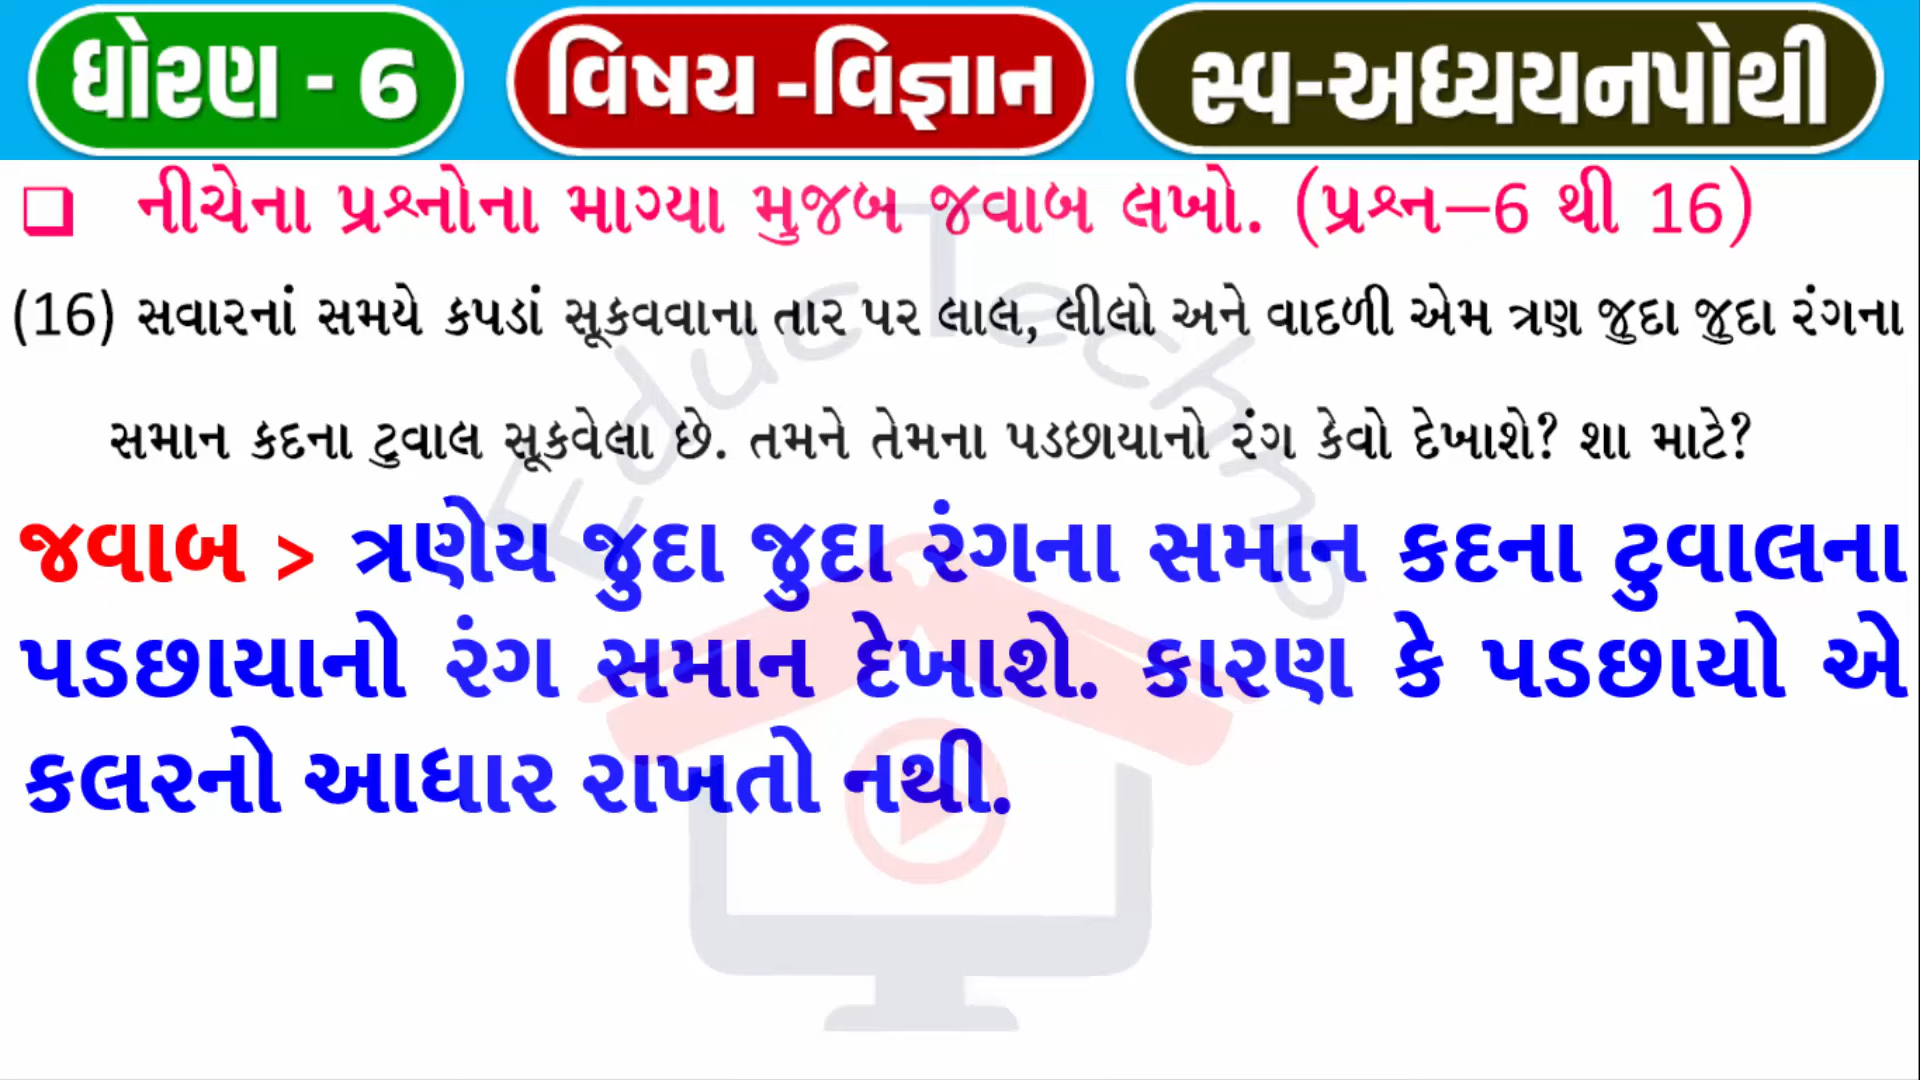 ધોરણ - 6 વિષય -વિજ્ઞાન સ્વ-અધ્યયનપોથી
❑ નીચેના પ્રશ્નોના માગ્યા મુજબ જવાબ લખો. (પ્રશ્ન–6 થી 16)
(16) સવારનાં સમયે કપડાં સૂકવવાના તાર પર લાલ, લીલો અને વાદળી એમ ત્રણ જુદા જુદા રંગના
સમાન કદના ટુવાલ સૂકવેલા છે. તમને તેમના પડછાયાનો રંગ કેવો દેખાશે? શા માટે?
જવાબ > ત્રણેય જુદા જુદા રંગના સમાન કદના ટુવાલના
પડછાયાનો રંગ સમાન દેખાશે. કારણ કે પડછાયો એ
કલરનો આધાર રાખતો નથી.
Educ Techno